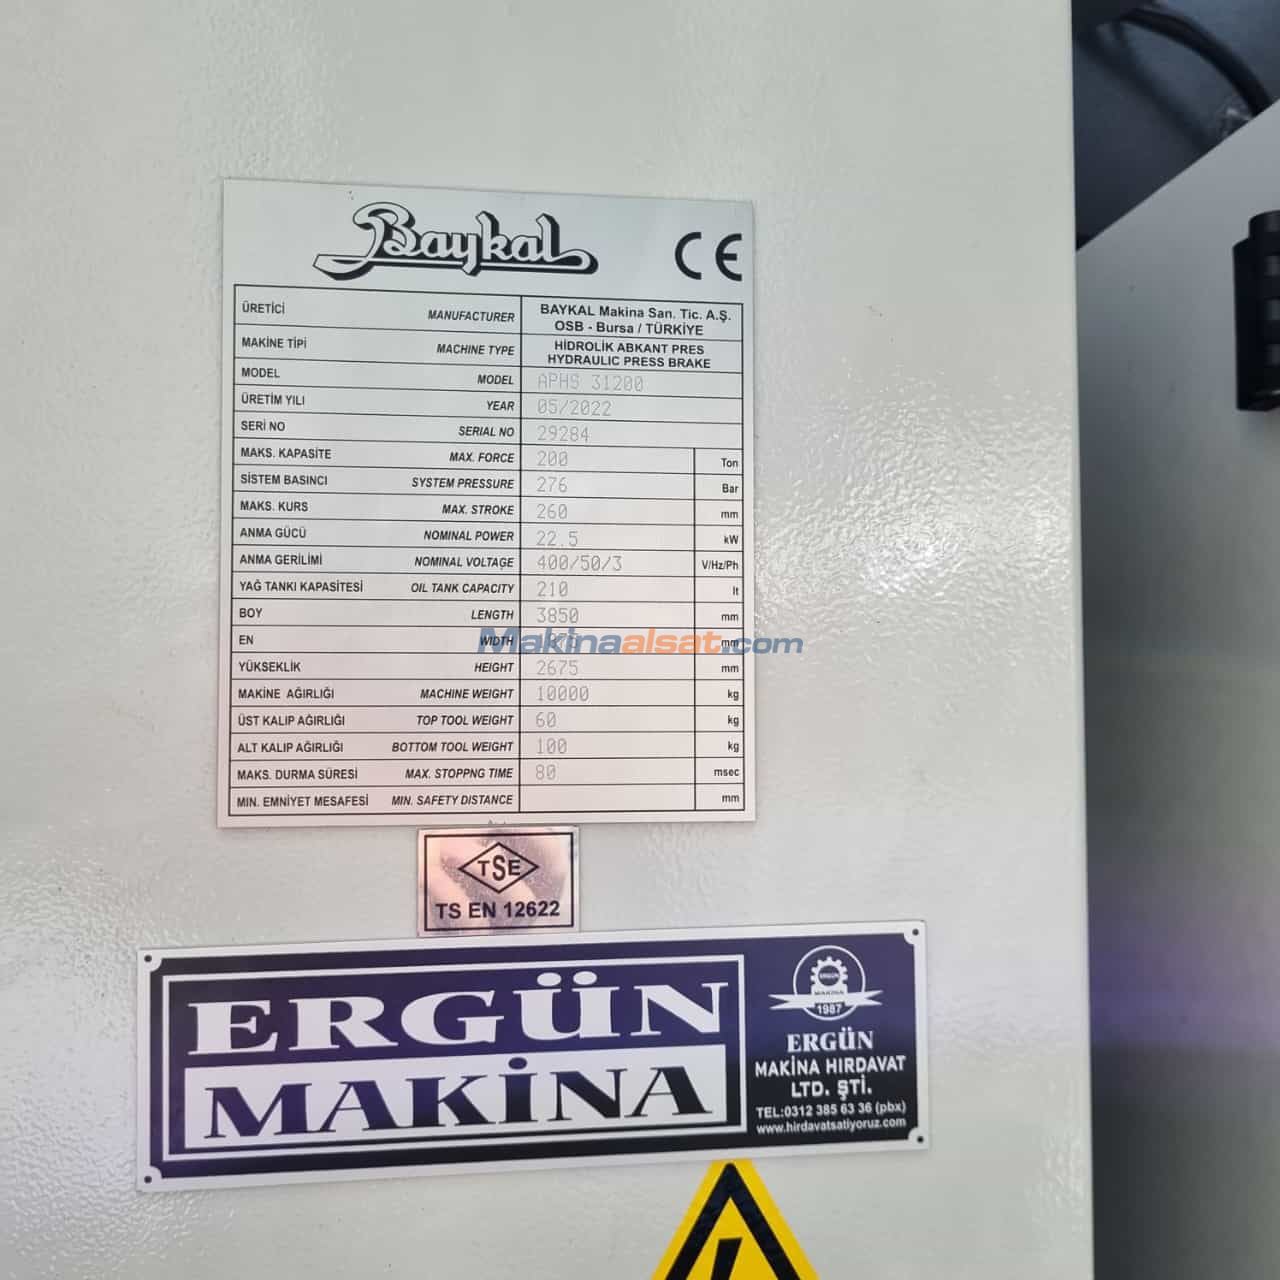 Baykal CE
ÜRETİCİ MANUFACTURER BAYKAL Makina San. Tic. A.Ş.
OSB - Bursa / TÜRKİYE
MAKİNE TİPİ MACHINE TYPE HİDROLİK ABKANT PRES
HYDRAULIC PRESS BRAKE
MODEL MODEL APHS 31200
ÜRETİM YILI YEAR 05/2022
SERİ NO SERIAL NO 29284
MAKS. KAPASİTE MAX. FORCE 200 Ton
SİSTEM BASINCI SYSTEM PRESSURE 276 Bar
MAKS. KURS MAX. STROKE 260 mm
ANMA GÜCÜ NOMINAL POWER 22.5 kW
ANMA GERİLİMİ NOMINAL VOLTAGE 400/50/3 V/Hz/Ph
YAĞ TANKI KAPASİTESİ OIL TANK CAPACITY 210 lt
BOY LENGTH 3850 mm
EN WIDTH mm
Makinaalsat.com
YÜKSEKLİK HEIGHT 2675 mm
MAKİNE AĞIRLIĞI MACHINE WEIGHT 10000 kg
ÜST KALIP AĞIRLIĞI TOP TOOL WEIGHT 60 kg
ALT KALIP AĞIRLIĞI BOTTOM TOOL WEIGHT 100 kg
MAKS. DURMA SÜRESİ MAX. STOPPNG TIME 80 msec
MIN. EMNİYET MESAFESİ MIN. SAFETY DISTANCE mm
TSE
TS EN 12622
ERGÜN
MAKİNA
ERGÜN
MAKİNA
1987
ERGÜN
MAKİNA HIRDAVAT
LTD. ŞTİ.
TEL:0312 385 63 36 (pbx)
www.hirdavatsatiyoruz.com